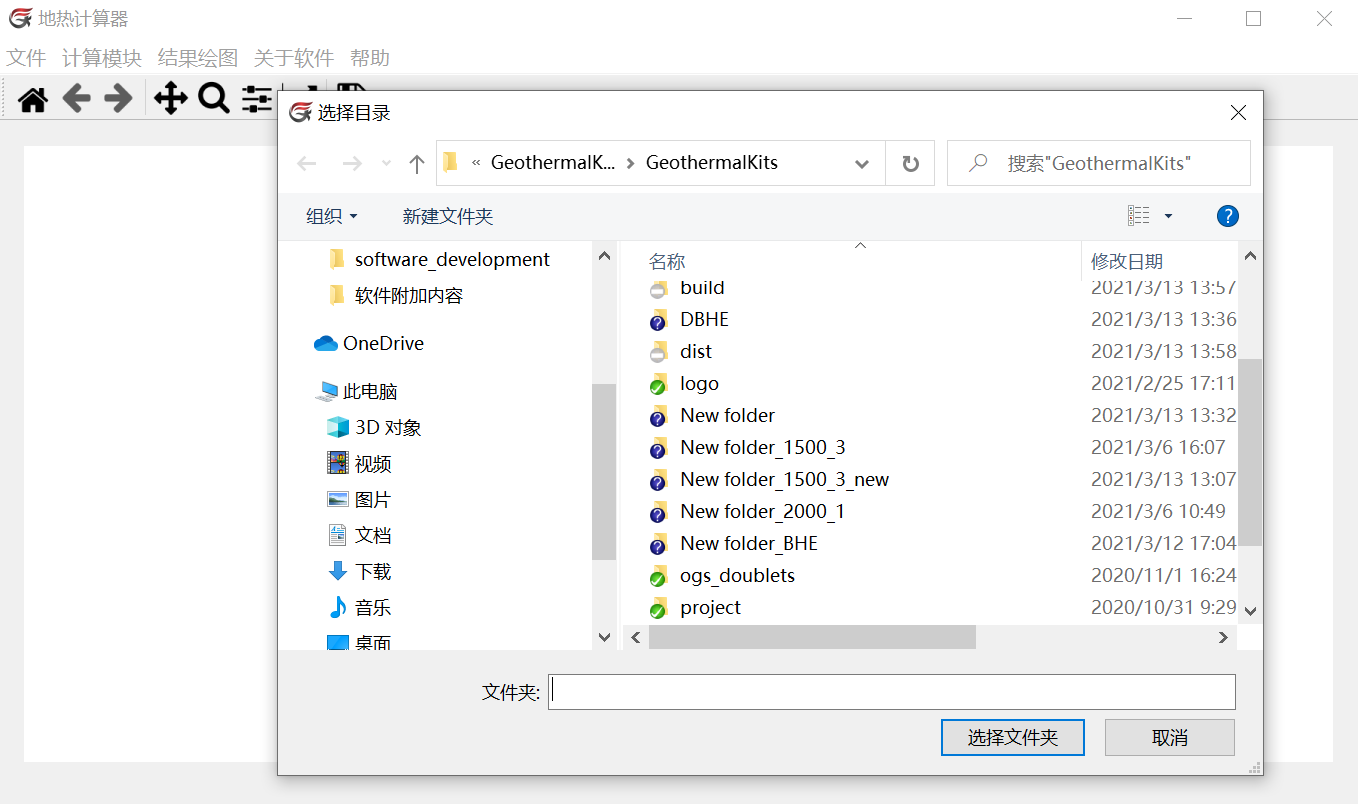 地热计算器
文件 计算模块 结果绘图 关于软件 帮助
选择目录
« GeothermalK... > GeothermalKits
搜索"GeothermalKits"
组织 新建文件夹
software_development
软件附加内容
OneDrive
此电脑
3D 对象
视频
图片
文档
下载
音乐
桌面
名称 修改日期
build 2021/3/13 13:57
DBHE 2021/3/13 13:36
dist 2021/3/13 13:58
logo 2021/2/25 17:11
New folder 2021/3/13 13:32
New folder_1500_3 2021/3/6 16:07
New folder_1500_3_new 2021/3/13 13:07
New folder_2000_1 2021/3/6 10:49
New folder_BHE 2021/3/12 17:04
ogs_doublets 2020/11/1 16:24
project 2020/10/31 9:29
文件夹:
选择文件夹 取消